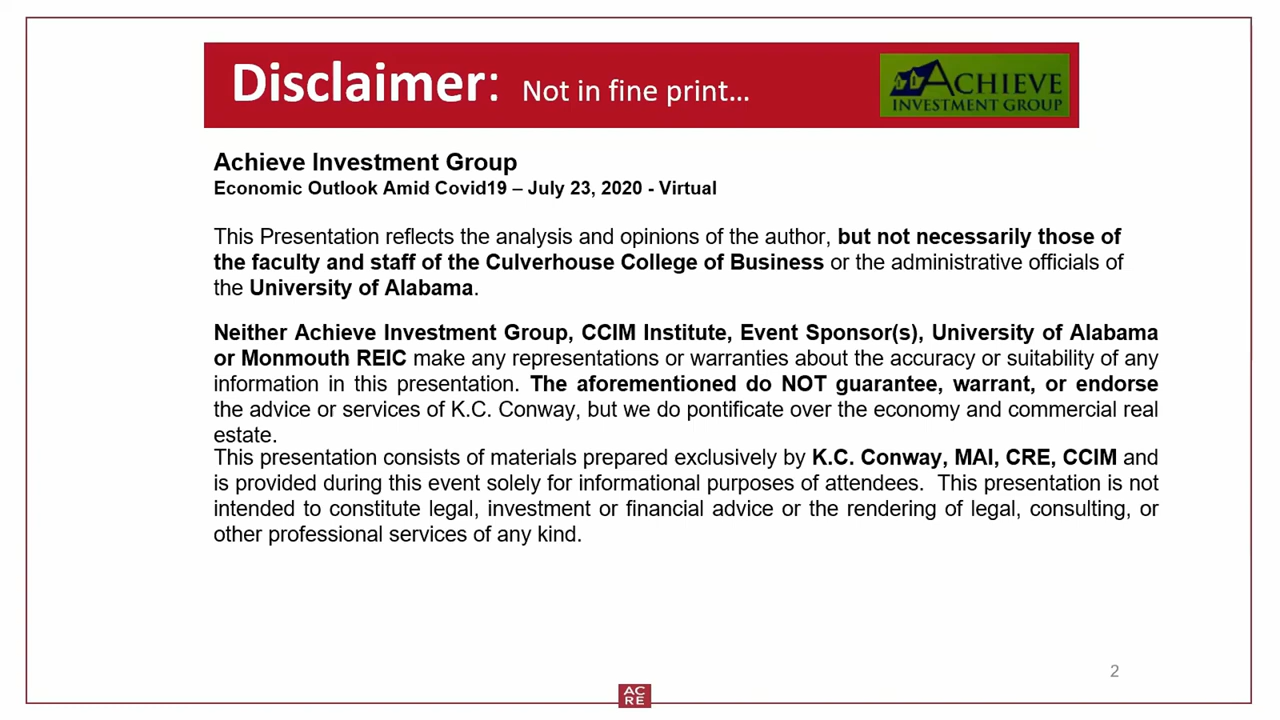 Disclaimer: Not in fine print...
ACHIEVE
INVESTMENT GROUP
Achieve Investment Group
Economic Outlook Amid Covid19 – July 23, 2020 - Virtual
This Presentation reflects the analysis and opinions of the author, but not necessarily those of
the faculty and staff of the Culverhouse College of Business or the administrative officials of
the University of Alabama.
Neither Achieve Investment Group, CCIM Institute, Event Sponsor(s), University of Alabama
or Monmouth REIC make any representations or warranties about the accuracy or suitability of any
information in this presentation. The aforementioned do NOT guarantee, warrant, or endorse
the advice or services of K.C. Conway, but we do pontificate over the economy and commercial real
estate.
This presentation consists of materials prepared exclusively by K.C. Conway, MAI, CRE, CCIM and
is provided during this event solely for informational purposes of attendees.  This presentation is not
intended to constitute legal, investment or financial advice or the rendering of legal, consulting, or
other professional services of any kind.
2
AC
RE